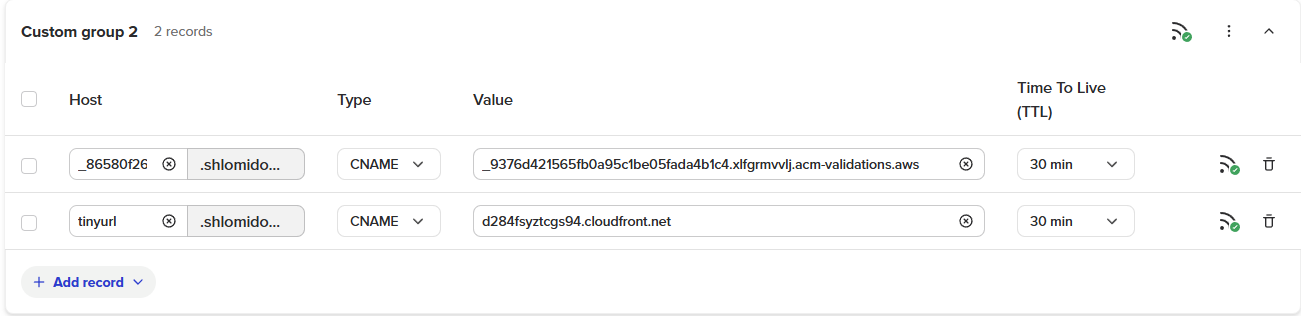 Custom group 2 2 records
Host Type Value Time To Live (TTL)
_86580f26 .shlomido... CNAME _9376d421565fb0a95c1be05fada4b1c4.xlfgrmvvlj.acm-validations.aws 30 min
tinyurl .shlomido... CNAME d284fsyztcgs94.cloudfront.net 30 min
+ Add record